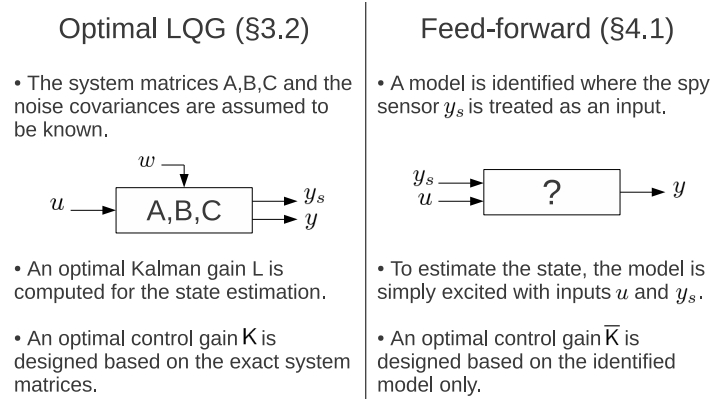 Optimal LQG (§3.2)
• The system matrices A,B,C and the
noise covariances are assumed to
be known.
w
u
A,B,C
y_s
y
• An optimal Kalman gain L is
computed for the state estimation.
• An optimal control gain K is
designed based on the exact system
matrices.
Feed-forward (§4.1)
• A model is identified where the spy
sensor y_s is treated as an input.
y_s
u
?
y
• To estimate the state, the model is
simply excited with inputs u and y_s.
• An optimal control gain K̅ is
designed based on the identified
model only.